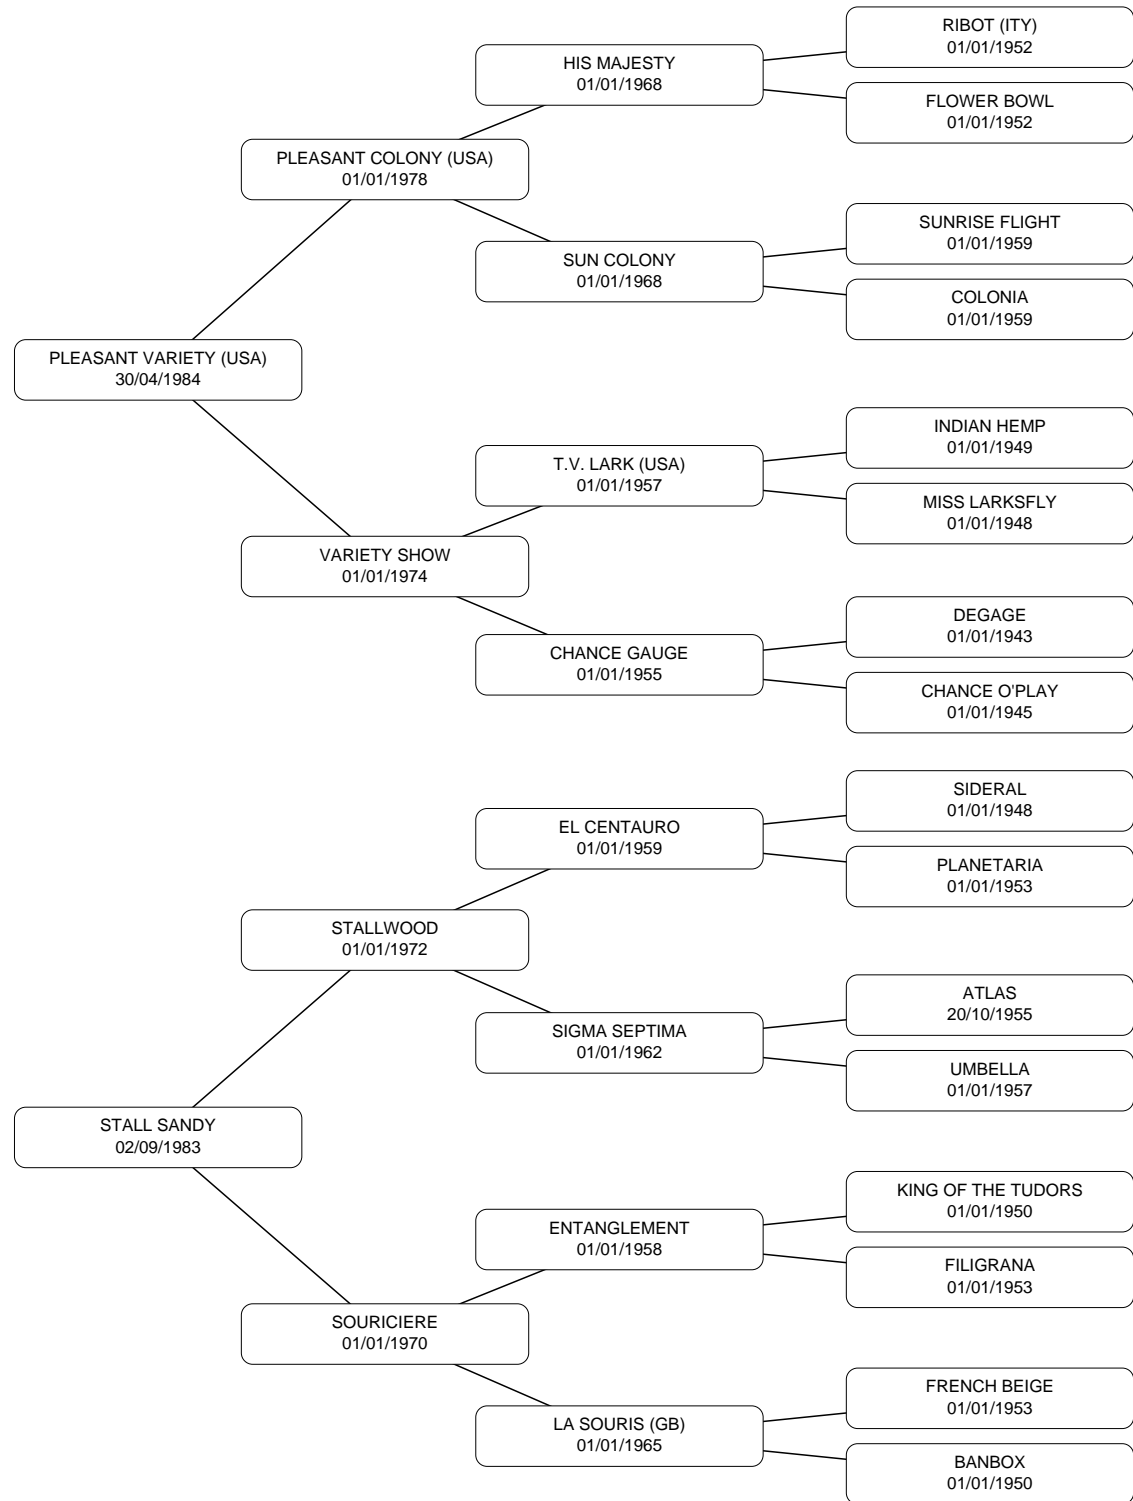 RIBOT (ITY)
01/01/1952
HIS MAJESTY
01/01/1968
FLOWER BOWL
01/01/1952
PLEASANT COLONY (USA)
01/01/1978
SUNRISE FLIGHT
01/01/1959
SUN COLONY
01/01/1968
COLONIA
01/01/1959
PLEASANT VARIETY (USA)
30/04/1984
INDIAN HEMP
01/01/1949
T.V. LARK (USA)
01/01/1957
MISS LARKSFLY
01/01/1948
VARIETY SHOW
01/01/1974
DEGAGE
01/01/1943
CHANCE GAUGE
01/01/1955
CHANCE O'PLAY
01/01/1945
SIDERAL
01/01/1948
EL CENTAURO
01/01/1959
PLANETARIA
01/01/1953
STALLWOOD
01/01/1972
ATLAS
20/10/1955
SIGMA SEPTIMA
01/01/1962
UMBELLA
01/01/1957
STALL SANDY
02/09/1983
KING OF THE TUDORS
01/01/1950
ENTANGLEMENT
01/01/1958
FILIGRANA
01/01/1953
SOURICIERE
01/01/1970
FRENCH BEIGE
01/01/1953
LA SOURIS (GB)
01/01/1965
BANBOX
01/01/1950